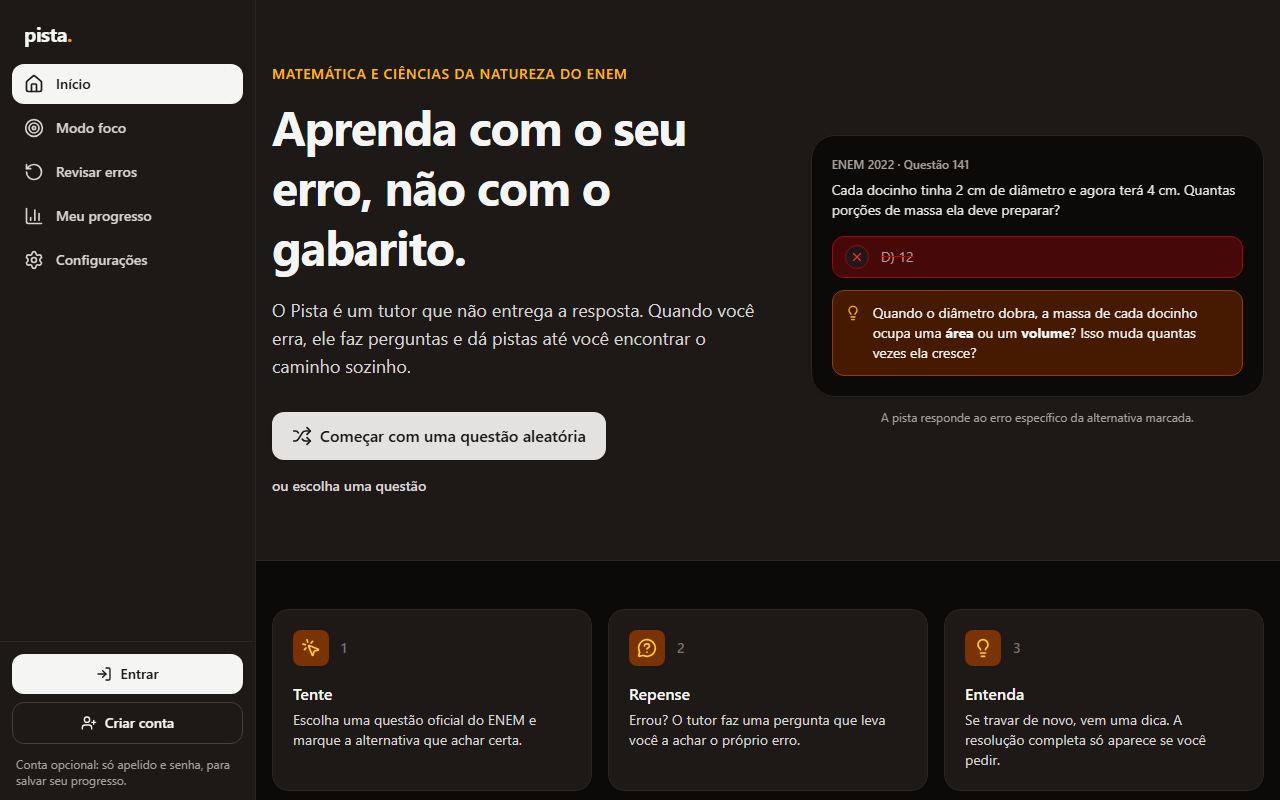 pista.
Início
Modo foco
Revisar erros
Meu progresso
Configurações
Entrar
Criar conta
Conta opcional: só apelido e senha, para
salvar seu progresso.
MATEMÁTICA E CIÊNCIAS DA NATUREZA DO ENEM
Aprenda com o seu
erro, não com o
gabarito.
O Pista é um tutor que não entrega a resposta. Quando você
erra, ele faz perguntas e dá pistas até você encontrar o
caminho sozinho.
Começar com uma questão aleatória
ou escolha uma questão
ENEM 2022 · Questão 141
Cada docinho tinha 2 cm de diâmetro e agora terá 4 cm. Quantas
porções de massa ela deve preparar?
D) 12
Quando o diâmetro dobra, a massa de cada docinho
ocupa uma área ou um volume? Isso muda quantas
vezes ela cresce?
A pista responde ao erro específico da alternativa marcada.
1
Tente
Escolha uma questão oficial do ENEM e
marque a alternativa que achar certa.
2
Repense
Errou? O tutor faz uma pergunta que leva
você a achar o próprio erro.
3
Entenda
Se travar de novo, vem uma dica. A
resolução completa só aparece se você
pedir.